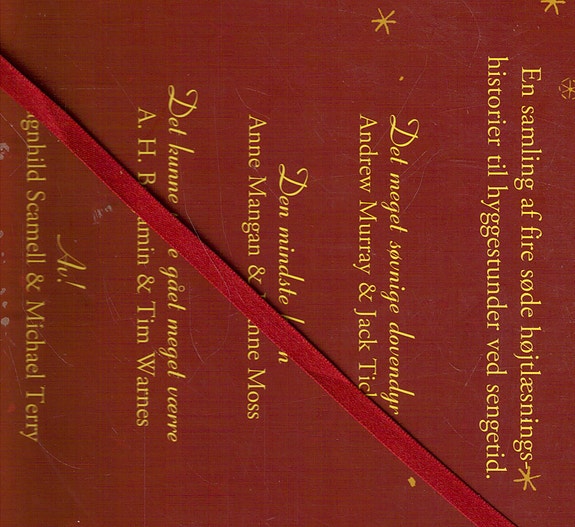 En samling af fire søde højtlæsnings-
historier til hyggestunder ved sengetid.
Det meget søvnige dovendyr
Andrew Murray & Jack
Den mindste
Anne Mangan & Moss
Det kunne gået meget værre
A. H. & Tim Warnes
Av!
Scamell & Michael Terry